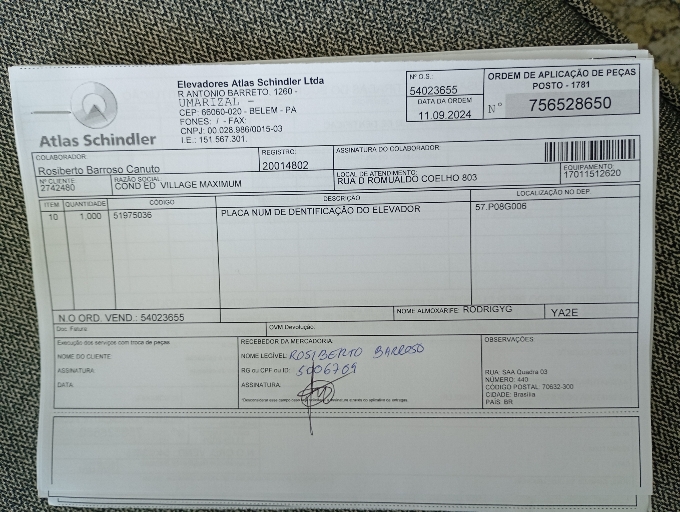 Elevadores Atlas Schindler Ltda
R ANTONIO BARRETO. 1260 -
UMARIZAL -
CEP: 66060-020 - BELEM - PA
FONES: / - FAX:
CNPJ: 00.028.986/0015-03
I.E.: 151.567.301.
Atlas Schindler
Nº O.S.:
54023655
DATA DA ORDEM
11.09.2024
ORDEM DE APLICAÇÃO DE PEÇAS
POSTO - 1781
N° 756528650
COLABORADOR
Rosiberto Barroso Canuto
REGISTRO:
20014802
ASSINATURA DO COLABORADOR
Nº CLIENTE
2742480
RAZÃO SOCIAL
COND ED VILLAGE MAXIMUM
LOCAL DE ATENDIMENTO:
RUA D ROMUALDO COELHO 803
EQUIPAMENTO:
17011512620
ITEM QUANTIDADE CÓDIGO DESCRIÇÃO LOCALIZAÇÃO NO DEP.
10 1,000 51975036 PLACA NUM DE DENTIFICAÇÃO DO ELEVADOR 57.P08G006
N.O ORD. VEND.: 54023655
NOME ALMOXARIFE: RODRIGYG YA2E
Doc. Fatura:
OVM Devolução:
Execução dos serviços com troca de peças:
NOME DO CLIENTE:
ASSINATURA:
DATA:
RECEBEDOR DA MERCADORIA:
NOME LEGÍVEL: ROSIBERTO BARROSO
RG ou CPF ou ID: 5006709
ASSINATURA:
OBSERVAÇÕES
RUA: SAA Quadra 03
NÚMERO: 440
CÓDIGO POSTAL: 70632-300
CIDADE: Brasília
PAÍS: BR